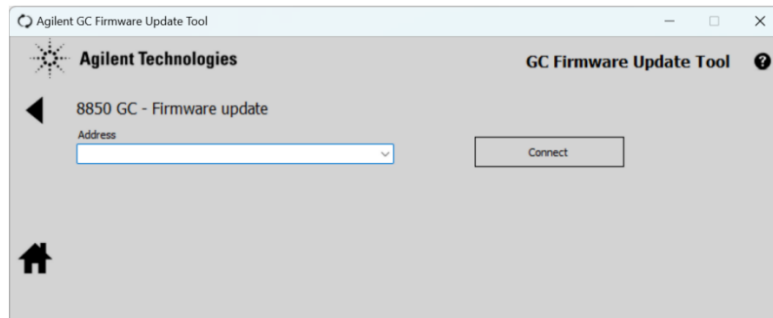 Agilent GC Firmware Update Tool
Agilent Technologies
GC Firmware Update Tool
?
8850 GC - Firmware update
Address
Connect